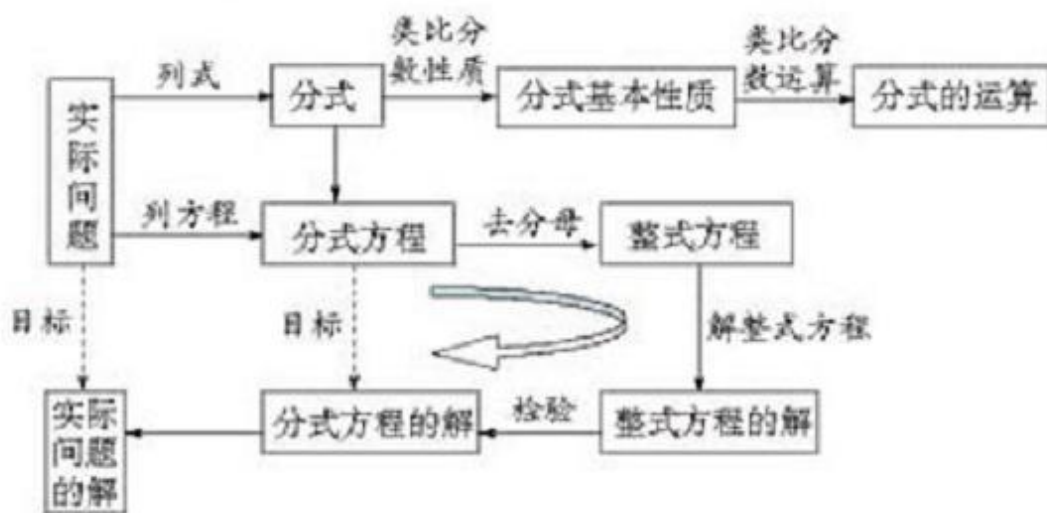 类比分
数性质
类比分
数运算
列式
分式
分式基本性质
分式的运算
实际问题
列方程
分式方程
去分母
整式方程
目标
目标
解整式方程
实际
问题
的解
分式方程的解
检验
整式方程的解